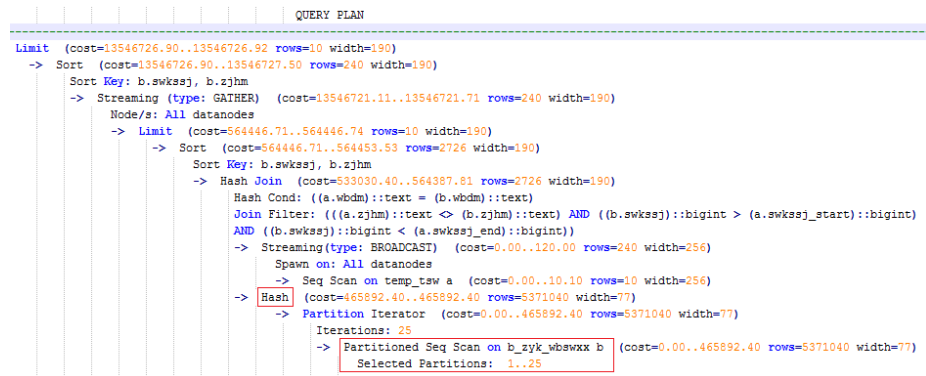 QUERY PLAN
Limit  (cost=13546726.90..13546726.92 rows=10 width=190)
-> Sort  (cost=13546726.90..13546727.50 rows=240 width=190)
Sort Key: b.swkssj, b.zjhm
-> Streaming (type: GATHER)  (cost=13546721.11..13546721.71 rows=240 width=190)
Node/s: All datanodes
-> Limit  (cost=564446.71..564446.74 rows=10 width=190)
-> Sort  (cost=564446.71..564453.53 rows=2726 width=190)
Sort Key: b.swkssj, b.zjhm
-> Hash Join  (cost=533030.40..564387.81 rows=2726 width=190)
Hash Cond: ((a.wbdm)::text = (b.wbdm)::text)
Join Filter: (((a.zjhm)::text <> (b.zjhm)::text) AND ((b.swkssj)::bigint > (a.swkssj_start)::bigint)
AND ((b.swkssj)::bigint < (a.swkssj_end)::bigint))
-> Streaming(type: BROADCAST)  (cost=0.00..120.00 rows=240 width=256)
Spawn on: All datanodes
-> Seq Scan on temp_tsw a  (cost=0.00..10.10 rows=10 width=256)
-> Hash  (cost=465892.40..465892.40 rows=5371040 width=77)
-> Partition Iterator  (cost=0.00..465892.40 rows=5371040 width=77)
Iterations: 25
-> Partitioned Seq Scan on b_zyk_wbswxx b  (cost=0.00..465892.40 rows=5371040 width=77)
Selected Partitions:  1..25